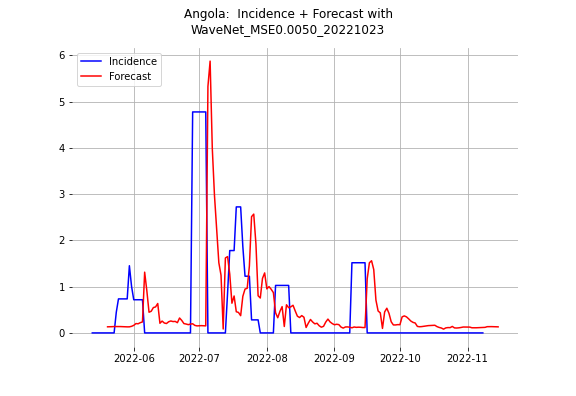 Angola:  Incidence + Forecast with
WaveNet_MSE0.0050_20221023
Incidence
Forecast
6
5
4
3
2
1
0
2022-06 2022-07 2022-08 2022-09 2022-10 2022-11